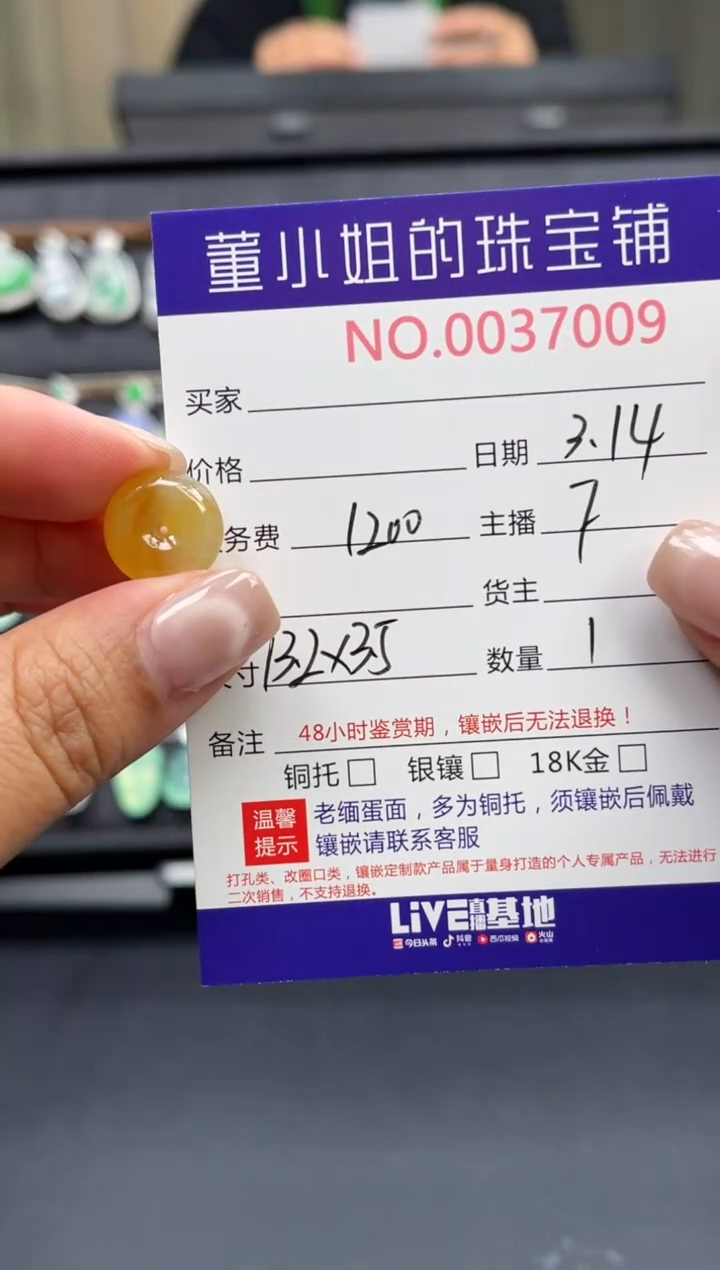 董小姐的珠宝铺
NO.0037009
买家
价格 日期 3.14
务费 1200 主播 7
货主
寸 13.2X3.5 数量 1
备注 48小时鉴赏期，镶嵌后无法退换！
铜托 银镶 18K金
温馨提示 老缅蛋面，多为铜托，须镶嵌后佩戴
镶嵌请联系客服
打孔类、改圈口类，镶嵌定制款产品属于量身打造的个人专属产品，无法进行
二次销售，不支持退换。
LiVE直播基地
今日头条 抖音 西瓜视频 火山